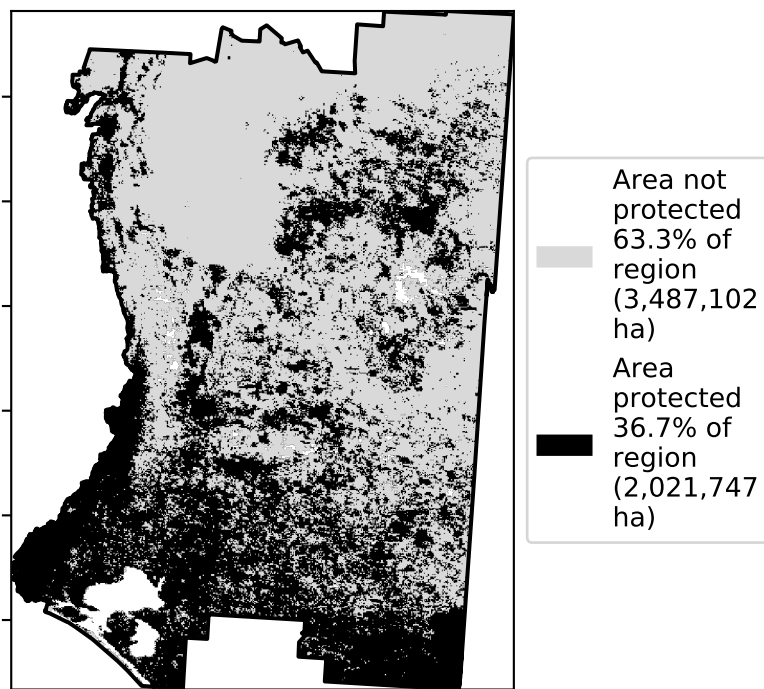 Area not
protected
63.3% of
region
(3,487,102
ha)
Area
protected
36.7% of
region
(2,021,747
ha)